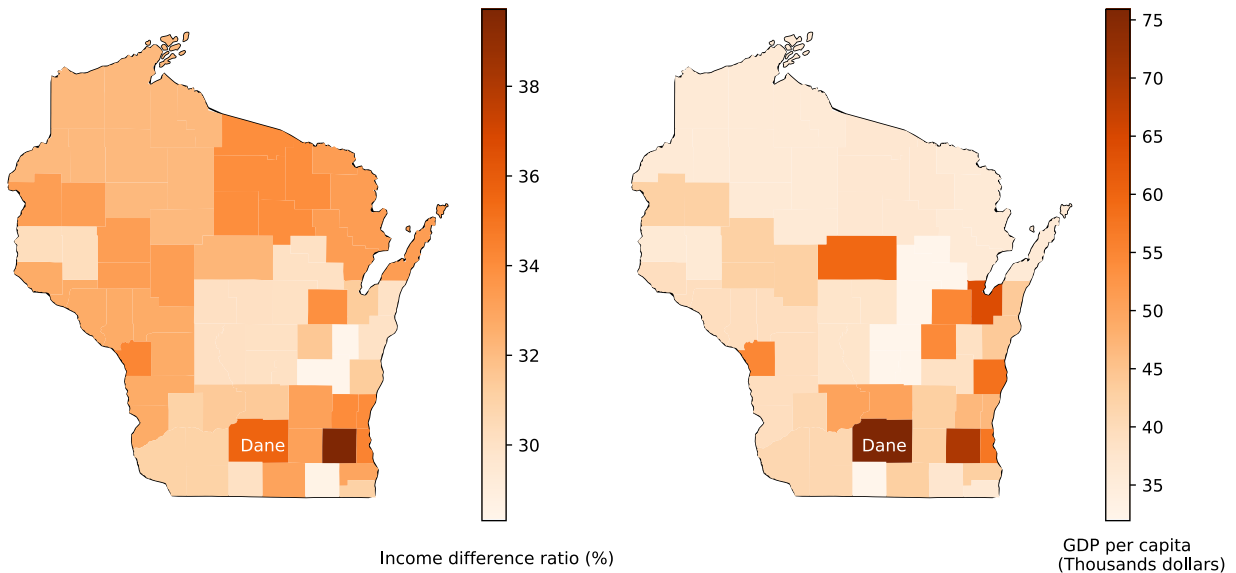 38
36
34
32
30
Dane
Income difference ratio (%)
75
70
65
60
55
50
45
40
35
Dane
GDP per capita
(Thousands dollars)